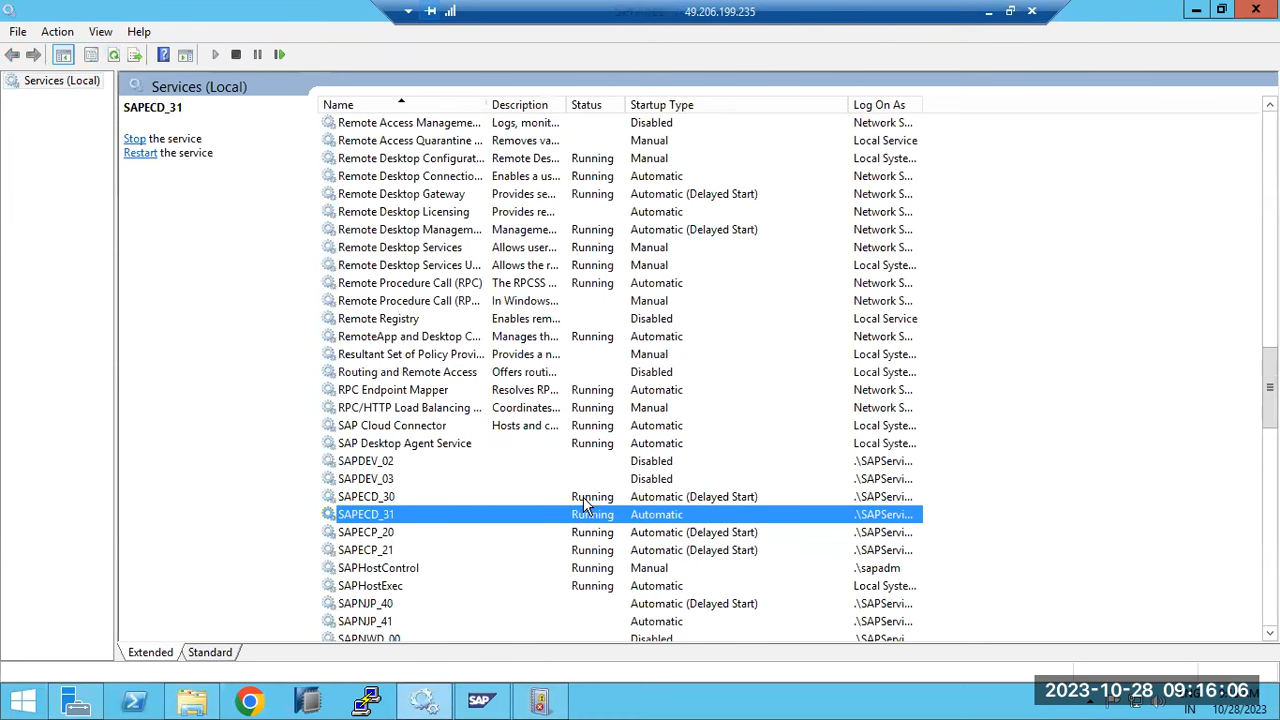 49.206.199.235
File Action View Help
Services (Local)
Services (Local)
SAPECD_31
Stop the service
Restart the service
Name Description Status Startup Type Log On As
Remote Access Manageme... Logs, monit... Disabled Network S...
Remote Access Quarantine ... Removes va... Manual Local Service
Remote Desktop Configurat... Remote Des... Running Manual Local Syste...
Remote Desktop Connectio... Enables a us... Running Automatic Network S...
Remote Desktop Gateway Provides se... Running Automatic (Delayed Start) Network S...
Remote Desktop Licensing Provides re... Automatic Network S...
Remote Desktop Managem... Manageme... Running Automatic (Delayed Start) Network S...
Remote Desktop Services Allows user... Running Manual Network S...
Remote Desktop Services U... Allows the r... Running Manual Local Syste...
Remote Procedure Call (RPC) The RPCSS ... Running Automatic Network S...
Remote Procedure Call (RP... In Windows... Manual Network S...
Remote Registry Enables rem... Disabled Local Service
RemoteApp and Desktop C... Manages th... Running Automatic Network S...
Resultant Set of Policy Provi... Provides a n... Manual Local Syste...
Routing and Remote Access Offers routi... Disabled Local Syste...
RPC Endpoint Mapper Resolves RP... Running Automatic Network S...
RPC/HTTP Load Balancing ... Coordinates... Running Manual Network S...
SAP Cloud Connector Hosts and c... Running Automatic Local Syste...
SAP Desktop Agent Service Running Automatic Local Syste...
SAPDEV_02 Disabled .\SAPServi...
SAPDEV_03 Disabled .\SAPServi...
SAPECD_30 Running Automatic (Delayed Start) .\SAPServi...
SAPECD_31 Running Automatic .\SAPServi...
SAPECP_20 Running Automatic (Delayed Start) .\SAPServi...
SAPECP_21 Running Automatic (Delayed Start) .\SAPServi...
SAPHostControl Running Manual .\sapadm
SAPHostExec Running Automatic Local Syste...
SAPNJP_40 Automatic (Delayed Start) .\SAPServi...
SAPNJP_41 Automatic .\SAPServi...
SAPNWD_00 Disabled .\SAPServi...
Extended Standard
SAP
2023-10-28 09:16:06
IN 10/28/2023